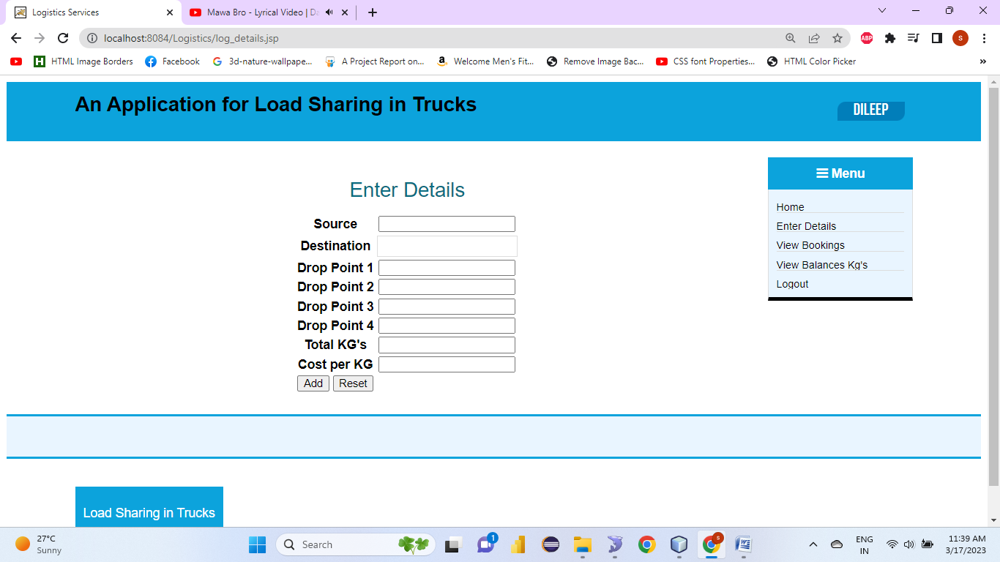 Logistics Services
Mawa Bro - Lyrical Video | Da
localhost:8084/Logistics/log_details.jsp
ABP
S
HTML Image Borders
Facebook
3d-nature-wallpape...
A Project Report on...
Welcome Men's Fit...
Remove Image Bac...
CSS font Properties...
HTML Color Picker
»
An Application for Load Sharing in Trucks
DILEEP
Menu
Home
Enter Details
View Bookings
View Balances Kg's
Logout
Enter Details
Source
Destination
Drop Point 1
Drop Point 2
Drop Point 3
Drop Point 4
Total KG's
Cost per KG
Add Reset
Load Sharing in Trucks
27°C
Sunny
Search
1
S
ENG
IN
11:39 AM
3/17/2023